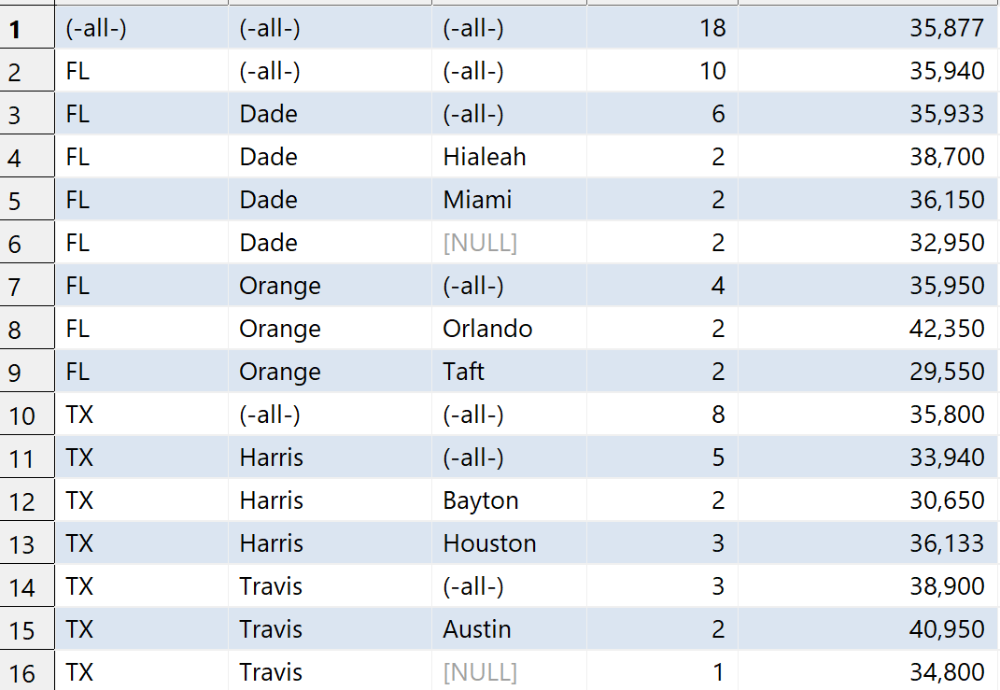 1 (-all-) (-all-) (-all-) 18 35,877
2 FL (-all-) (-all-) 10 35,940
3 FL Dade (-all-) 6 35,933
4 FL Dade Hialeah 2 38,700
5 FL Dade Miami 2 36,150
6 FL Dade [NULL] 2 32,950
7 FL Orange (-all-) 4 35,950
8 FL Orange Orlando 2 42,350
9 FL Orange Taft 2 29,550
10 TX (-all-) (-all-) 8 35,800
11 TX Harris (-all-) 5 33,940
12 TX Harris Bayton 2 30,650
13 TX Harris Houston 3 36,133
14 TX Travis (-all-) 3 38,900
15 TX Travis Austin 2 40,950
16 TX Travis [NULL] 1 34,800